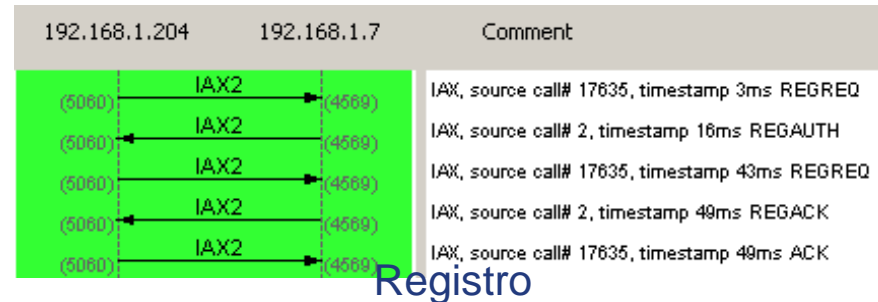 192.168.1.204 192.168.1.7 Comment
IAX2
(5060) (4569) IAX, source call# 17635, timestamp 3ms REGREQ
IAX2
(5060) (4569) IAX, source call# 2, timestamp 16ms REGAUTH
IAX2
(5060) (4569) IAX, source call# 17635, timestamp 43ms REGREQ
IAX2
(5060) (4569) IAX, source call# 2, timestamp 49ms REGACK
IAX2
(5060) (4569) IAX, source call# 17635, timestamp 49ms ACK
Registro